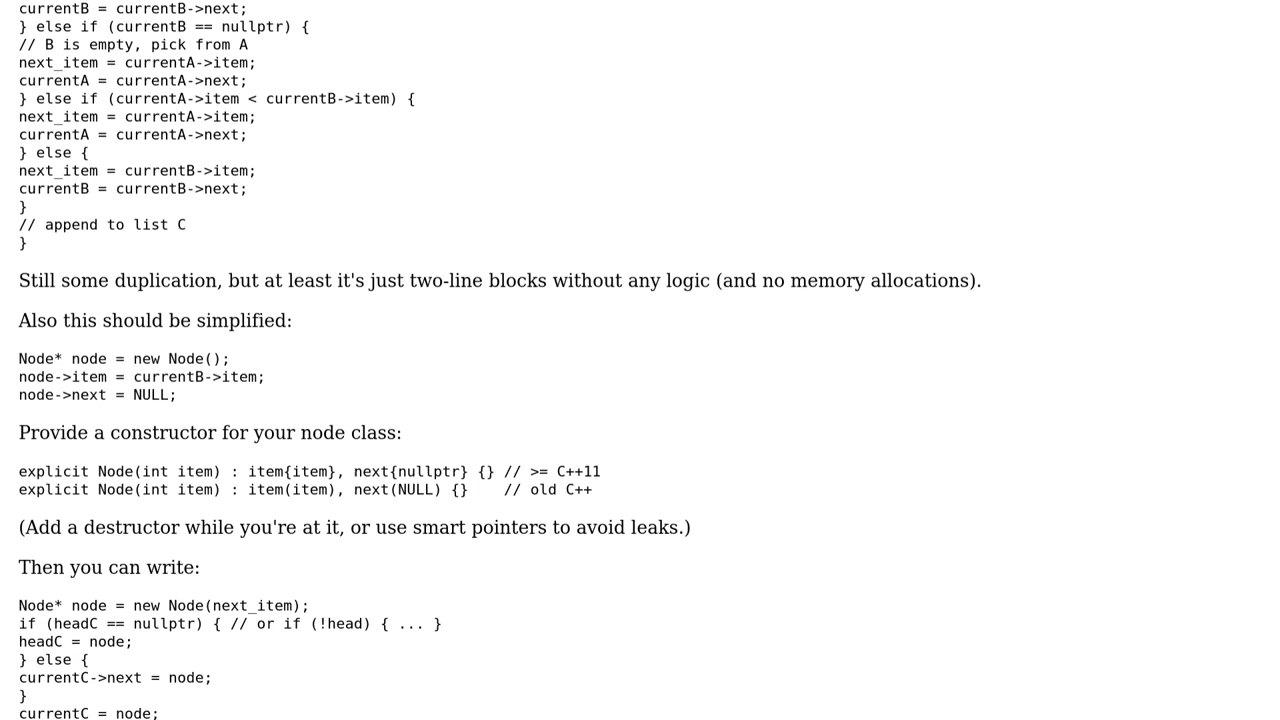 currentB = currentB->next;
} else if (currentB == nullptr) {
// B is empty, pick from A
next_item = currentA->item;
currentA = currentA->next;
} else if (currentA->item < currentB->item) {
next_item = currentA->item;
currentA = currentA->next;
} else {
next_item = currentB->item;
currentB = currentB->next;
}
// append to list C
}
Still some duplication, but at least it's just two-line blocks without any logic (and no memory allocations).
Also this should be simplified:
Node* node = new Node();
node->item = currentB->item;
node->next = NULL;
Provide a constructor for your node class:
explicit Node(int item) : item{item}, next{nullptr} {} // >= C++11
explicit Node(int item) : item(item), next(NULL) {}    // old C++
(Add a destructor while you're at it, or use smart pointers to avoid leaks.)
Then you can write:
Node* node = new Node(next_item);
if (headC == nullptr) { // or if (!head) { ... }
headC = node;
} else {
currentC->next = node;
}
currentC = node;